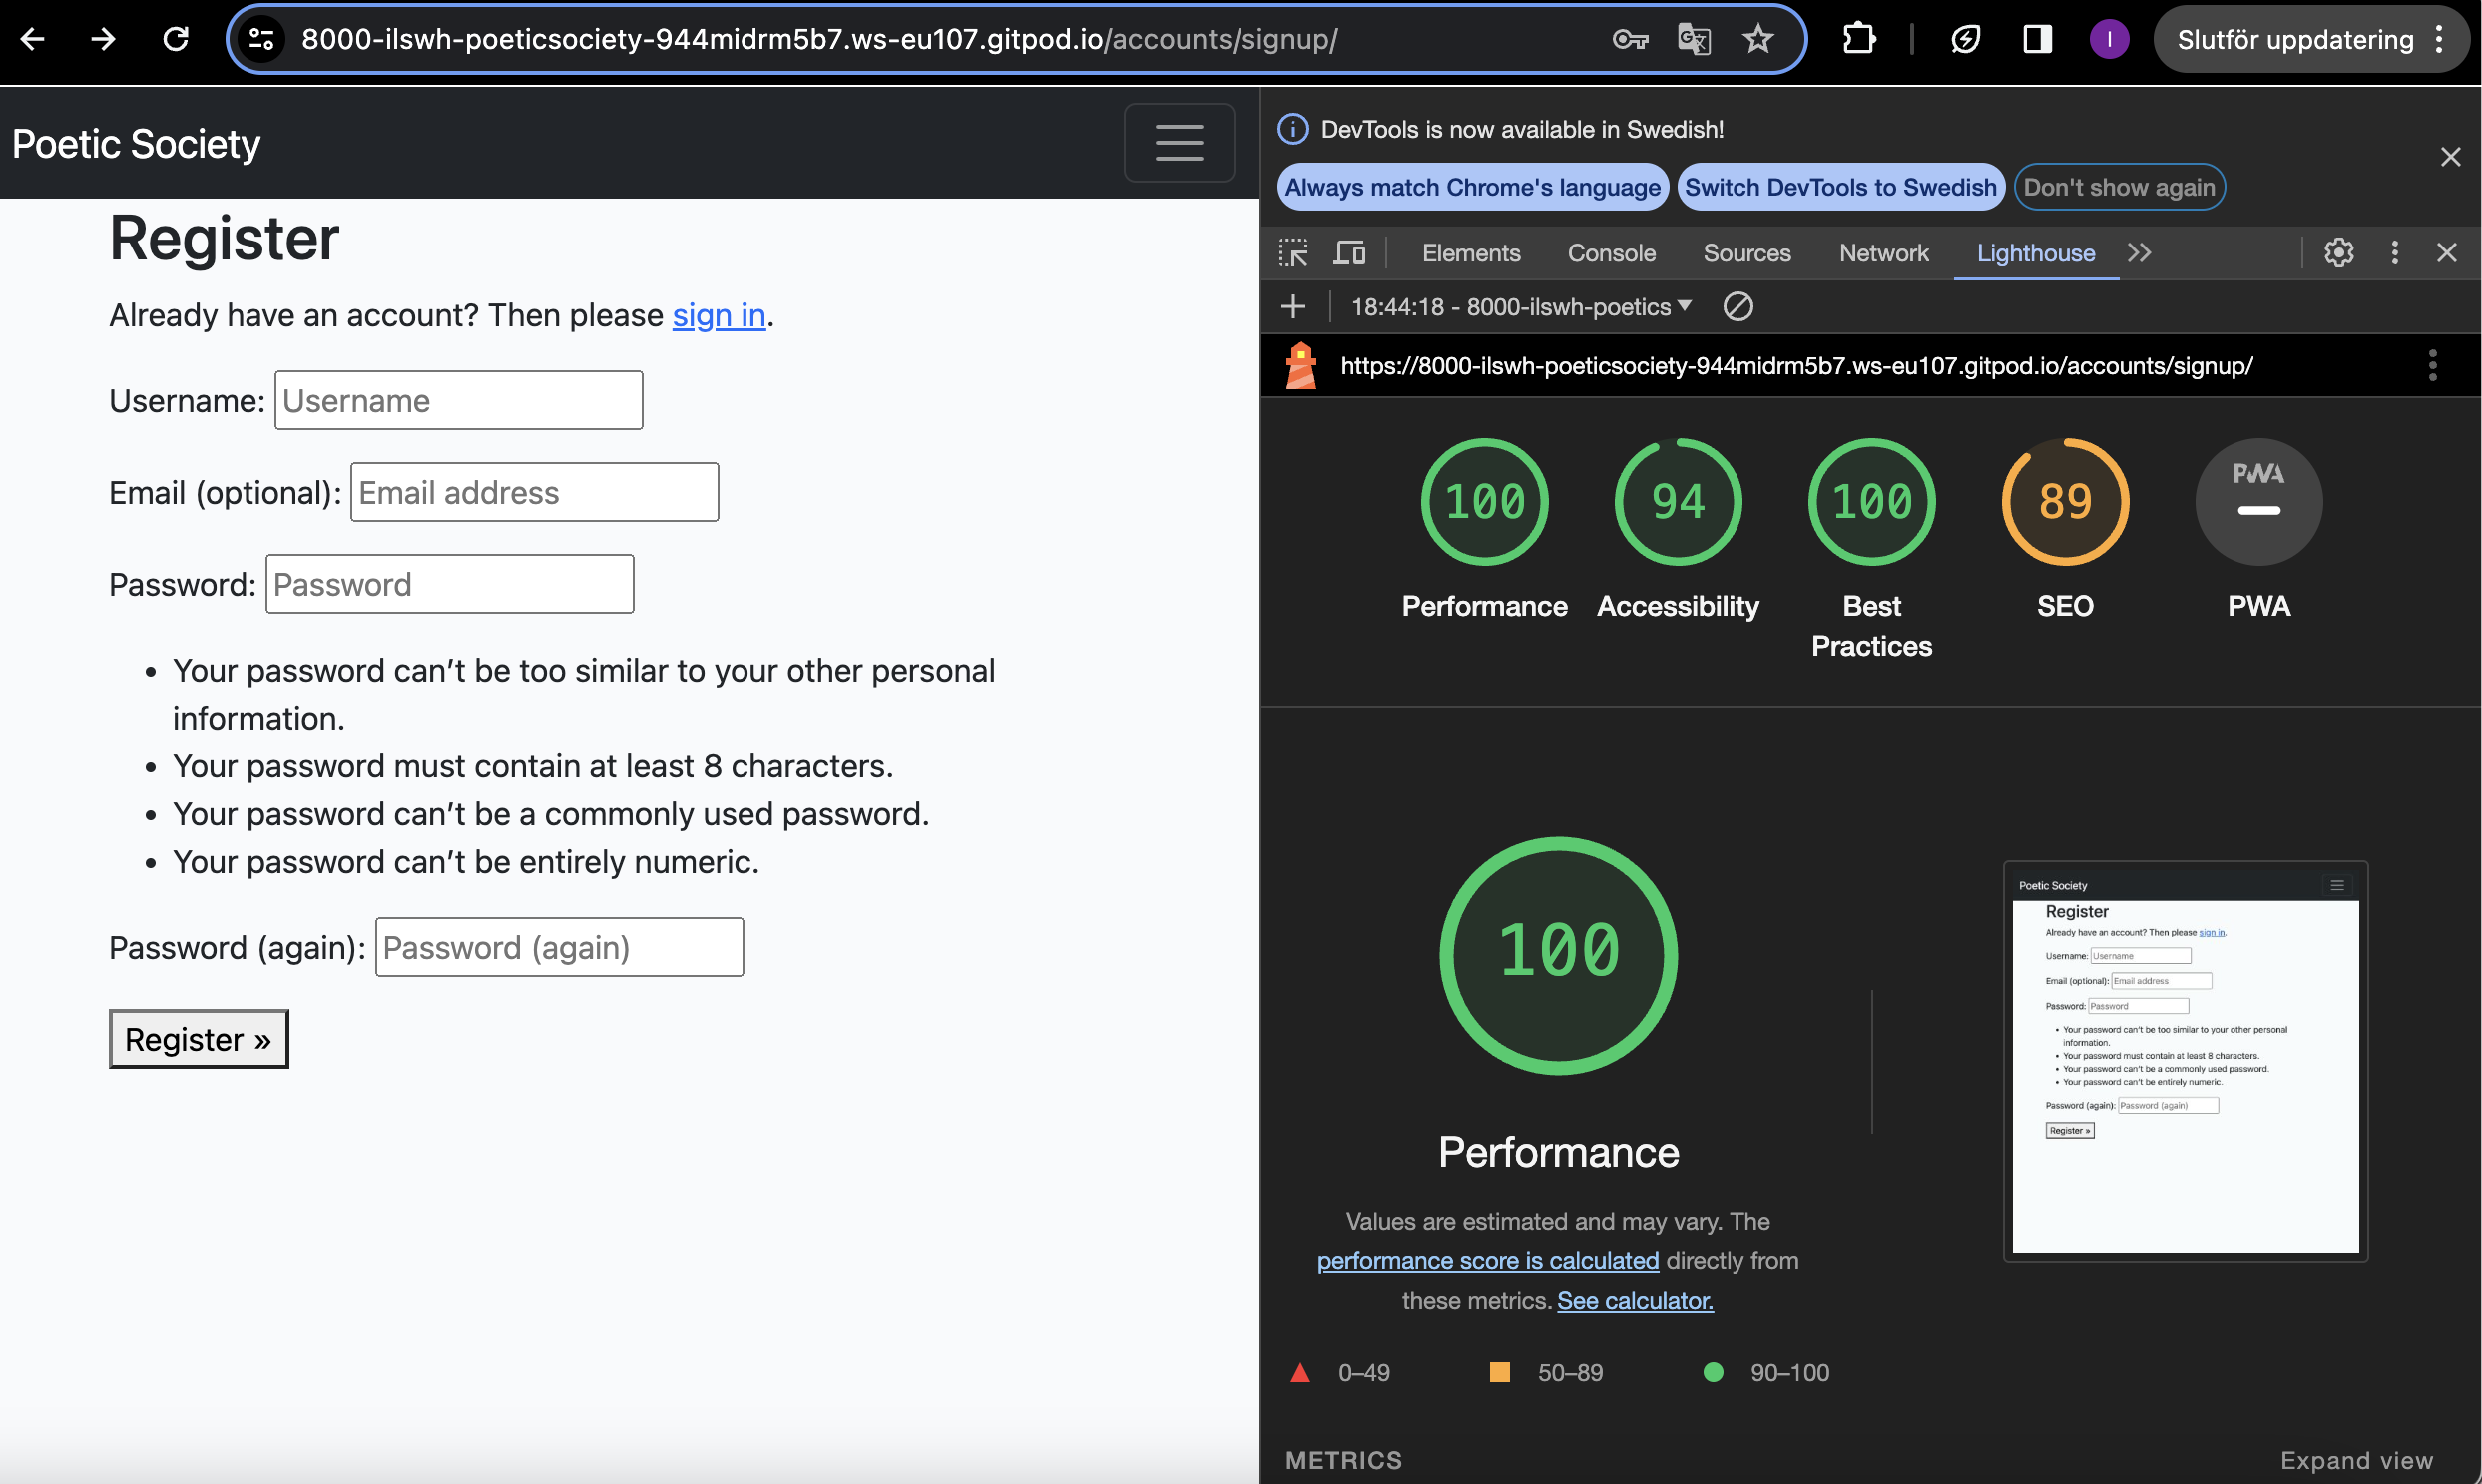 8000-ilswh-poeticsociety-944midrm5b7.ws-eu107.gitpod.io/accounts/signup/
I
Slutför uppdatering
Poetic Society
Register
Already have an account? Then please sign in.
Username: Username
Email (optional): Email address
Password: Password
• Your password can’t be too similar to your other personal
information.
• Your password must contain at least 8 characters.
• Your password can’t be a commonly used password.
• Your password can’t be entirely numeric.
Password (again): Password (again)
Register »
DevTools is now available in Swedish!
Always match Chrome's language Switch DevTools to Swedish Don't show again
Elements Console Sources Network Lighthouse
18:44:18 - 8000-ilswh-poetics
https://8000-ilswh-poeticsociety-944midrm5b7.ws-eu107.gitpod.io/accounts/signup/
100 94 100 89 PWA
Performance Accessibility Best Practices SEO PWA
100
Performance
Values are estimated and may vary. The
performance score is calculated directly from
these metrics. See calculator.
0–49 50–89 90–100
Poetic Society
Register
Already have an account? Then please sign in.
Username: Username
Email (optional): Email address
Password: Password
• Your password can't be too similar to your other personal
information.
• Your password must contain at least 8 characters.
• Your password can't be a commonly used password.
• Your password can't be entirely numeric.
Password (again): Password (again)
Register »
METRICS
Expand view